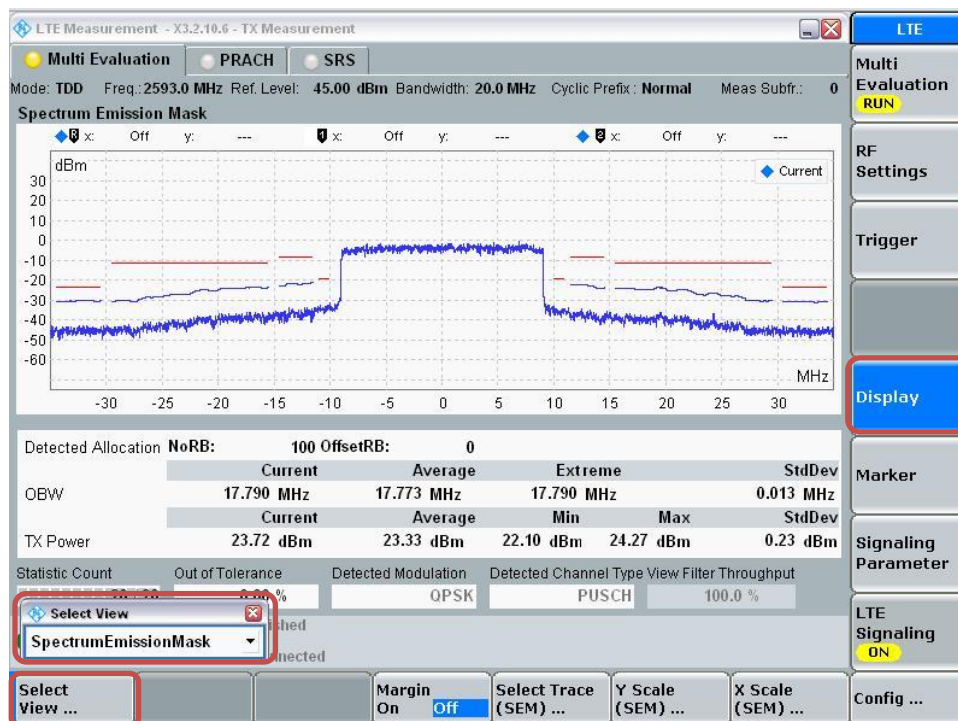 LTE Measurement - X3.2.10.6 - TX Measurement
LTE
Multi Evaluation PRACH SRS
Mode: TDD Freq.: 2593.0 MHz Ref. Level: 45.00 dBm Bandwidth: 20.0 MHz Cyclic Prefix : Normal Meas Subfr.: 0
Spectrum Emission Mask
R x: Off y: --- 1 x: Off y: --- 2 x: Off y: ---
dBm
Current
30
20
10
0
-10
-20
-30
-40
-50
-60
MHz
-30 -25 -20 -15 -10 -5 0 5 10 15 20 25 30
Detected Allocation NoRB: 100 OffsetRB: 0
Current Average Extreme StdDev
OBW 17.790 MHz 17.773 MHz 17.790 MHz 0.013 MHz
Current Average Min Max StdDev
TX Power 23.72 dBm 23.33 dBm 22.10 dBm 24.27 dBm 0.23 dBm
Statistic Count Out of Tolerance Detected Modulation Detected Channel Type View Filter Throughput
% QPSK PUSCH 100.0 %
Select View
SpectrumEmissionMask
Select View ...
Margin
On Off
Select Trace (SEM) ...
Y Scale (SEM) ...
X Scale (SEM) ...
Multi
Evaluation
RUN
RF
Settings
Trigger
Display
Marker
Signaling
Parameter
LTE
Signaling
ON
Config ...